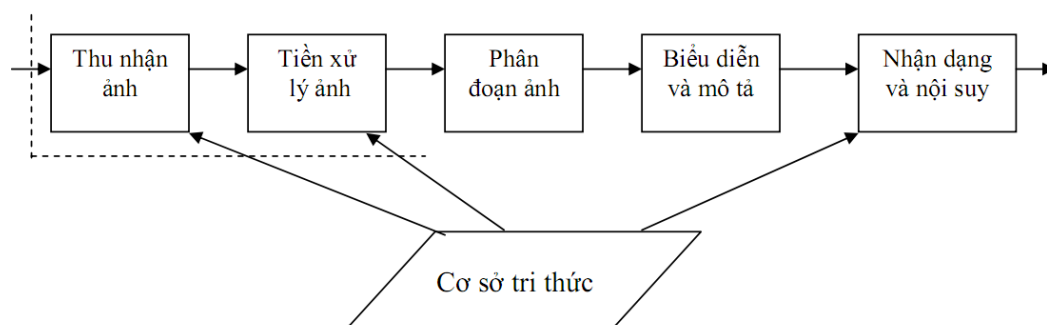 Thu nhận
ảnh
Tiền xử
lý ảnh
Phân
đoạn ảnh
Biểu diễn
và mô tả
Nhận dạng
và nội suy
Cơ sở tri thức